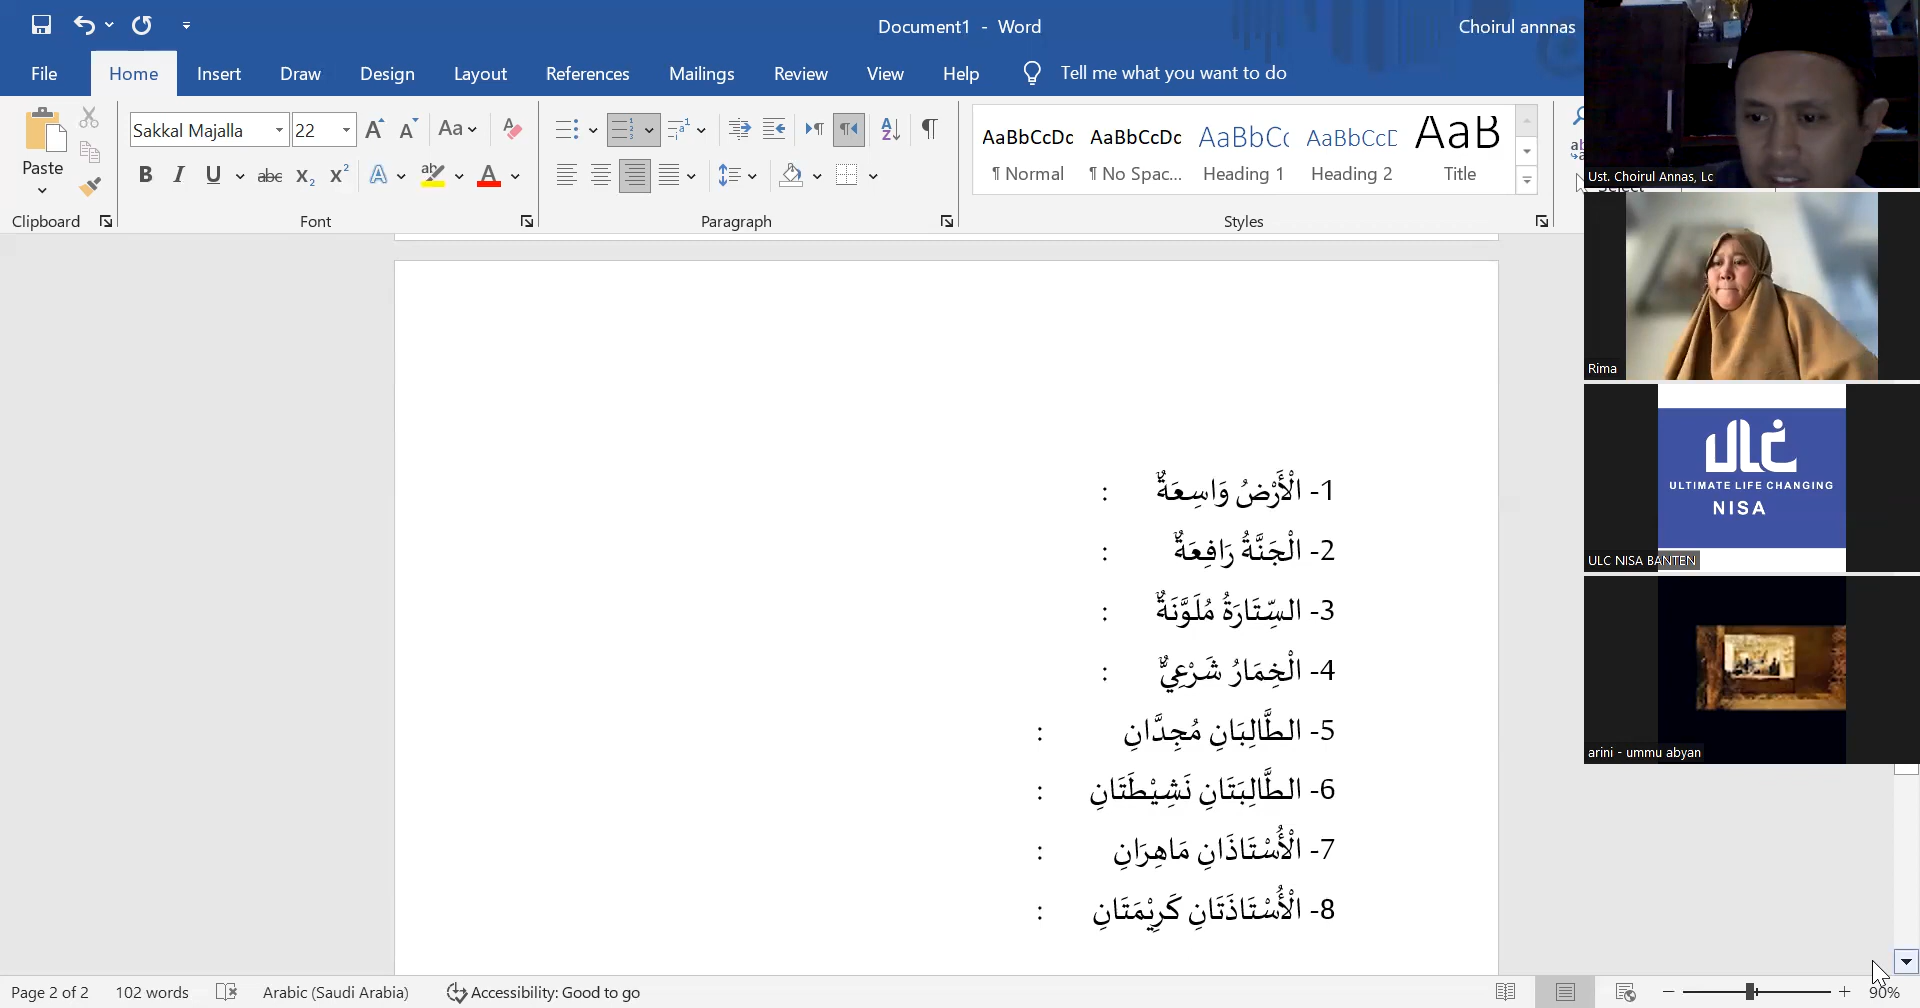 Document1 - Word
Choirul annnas
File Home Insert Draw Design Layout References Mailings Review View Help Tell me what you want to do
Paste
Clipboard
Sakkal Majalla 22
Font
Paragraph
AaBbCcDc AaBbCcDc AaBbCc AaBbCcD AaB
¶ Normal ¶ No Spac... Heading 1 Heading 2 Title
Styles
Select
Ust. Choirul Annas, Lc
Rima
ULC
ULTIMATE LIFE CHANGING
NISA
ULC NISA BANTEN
arini - ummu abyan
1- الْأَرْضُ وَاسِعَةٌ :
2- الْجَنَّةُ رَافِعَةٌ :
3- السِّتَارَةُ مُلَوَّنَةٌ :
4- الْخِمَارُ شَرْعِيٌّ :
5- الطَّالِبَانِ مُجِدَّانِ :
6- الطَّالِبَتَانِ نَشِيْطَتَانِ :
7- الْأُسْتَاذَانِ مَاهِرَانِ :
8- الْأُسْتَاذَتَانِ كَرِيْمَتَانِ :
Page 2 of 2 102 words Arabic (Saudi Arabia) Accessibility: Good to go 90%